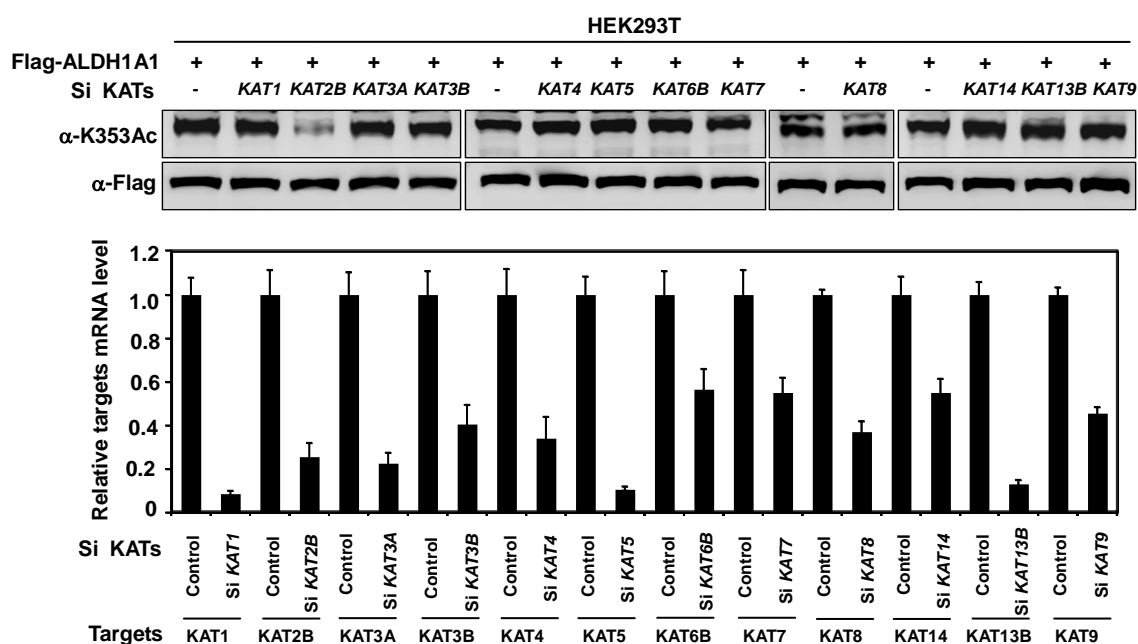 HEK293T
Flag-ALDH1A1 + + + + + + + + + + + + + + + +
Si KATs - KAT1 KAT2B KAT3A KAT3B - KAT4 KAT5 KAT6B KAT7 - KAT8 - KAT14 KAT13B KAT9
α-K353Ac
α-Flag
Relative targets mRNA level
1.2
1.0
0.8
0.6
0.4
0.2
0
Si KATs Control Si KAT1 Control Si KAT2B Control Si KAT3A Control Si KAT3B Control Si KAT4 Control Si KAT5 Control Si KAT6B Control Si KAT7 Control Si KAT8 Control Si KAT14 Control Si KAT13B Control Si KAT9
Targets KAT1 KAT2B KAT3A KAT3B KAT4 KAT5 KAT6B KAT7 KAT8 KAT14 KAT13B KAT9